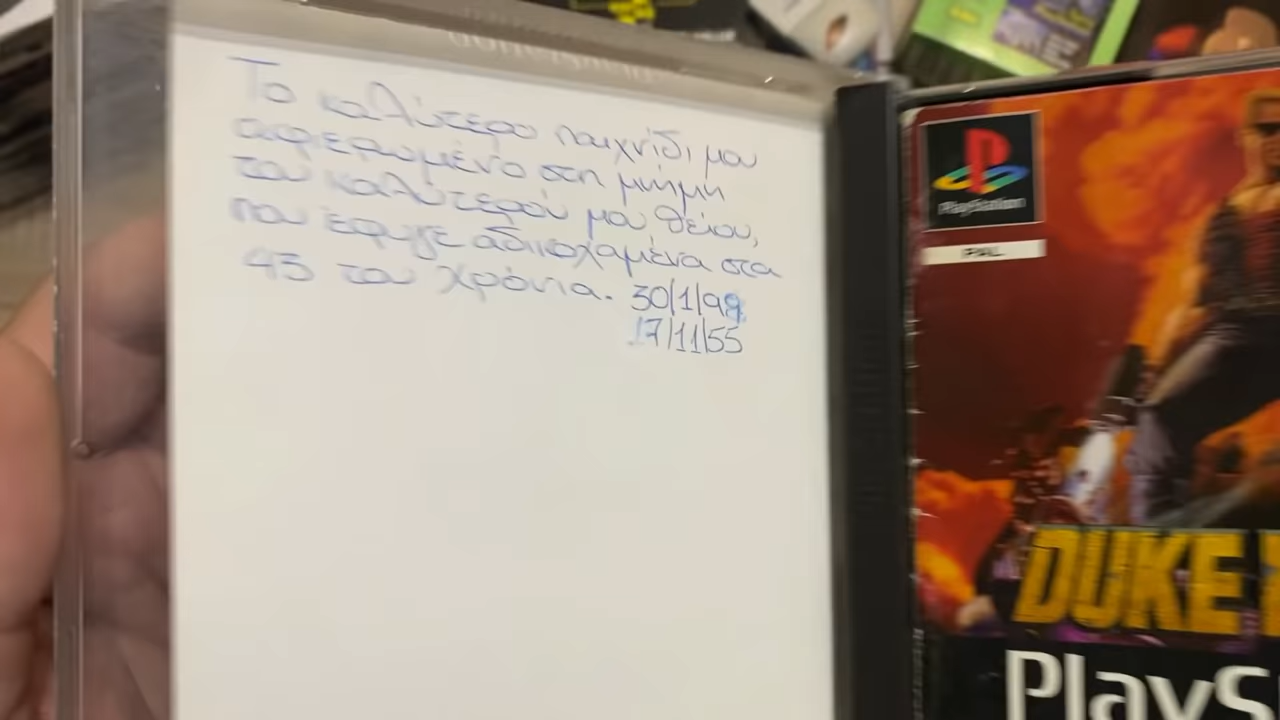 Το καλύτερο παιχνίδι μου
αφιερωμένο στη μνήμη
του καλύτερού μου θείου,
που έφυγε αδικοχαμένα στα
43 του χρόνια. 30/1/99
17/11/55
PlayStation
PAL
DUKE
PlayS